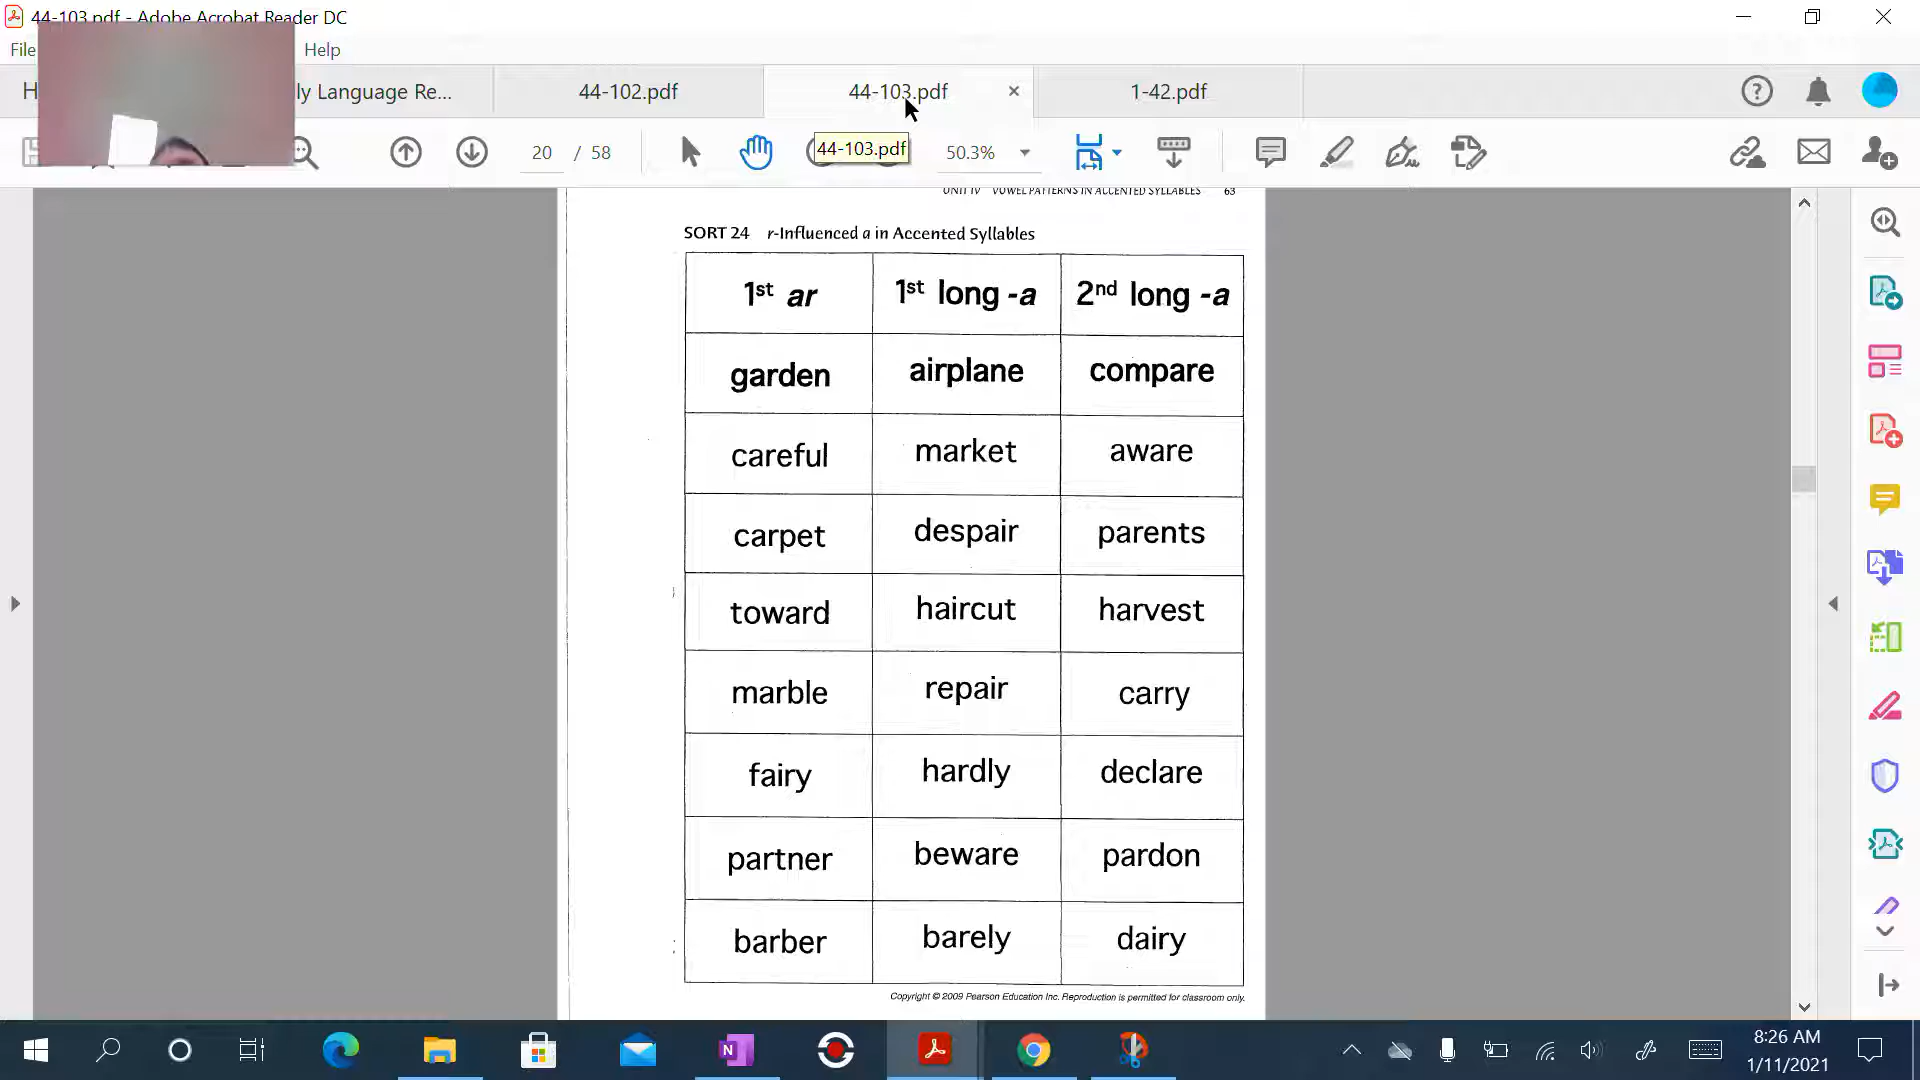 44-103.pdf - Adobe Acrobat Reader DC
File Help
H ly Language Re... 44-102.pdf 44-103.pdf × 1-42.pdf
20 / 58 44-103.pdf 50.3%
UNIT IV VOWEL PATTERNS IN ACCENTED SYLLABLES 63
SORT 24 r-Influenced a in Accented Syllables
1st ar 1st long -a 2nd long -a
garden airplane compare
careful market aware
carpet despair parents
toward haircut harvest
marble repair carry
fairy hardly declare
partner beware pardon
barber barely dairy
Copyright © 2009 Pearson Education Inc. Reproduction is permitted for classroom only.
8:26 AM
1/11/2021